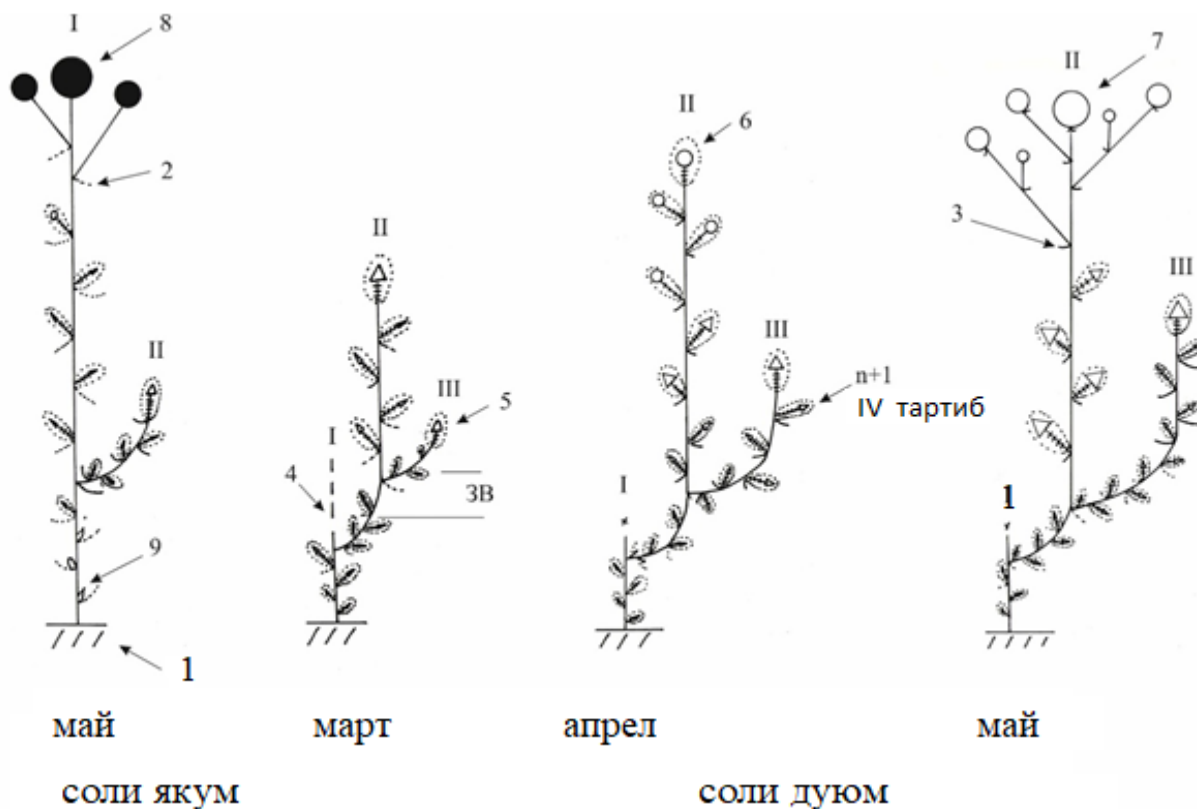 I
8
2
II
9
1
май
II
III
5
I
4
ЗВ
март
II
6
III
n+1
IV тартиб
I
апрел
II
7
3
III
1
май
соли якум
соли дуюм